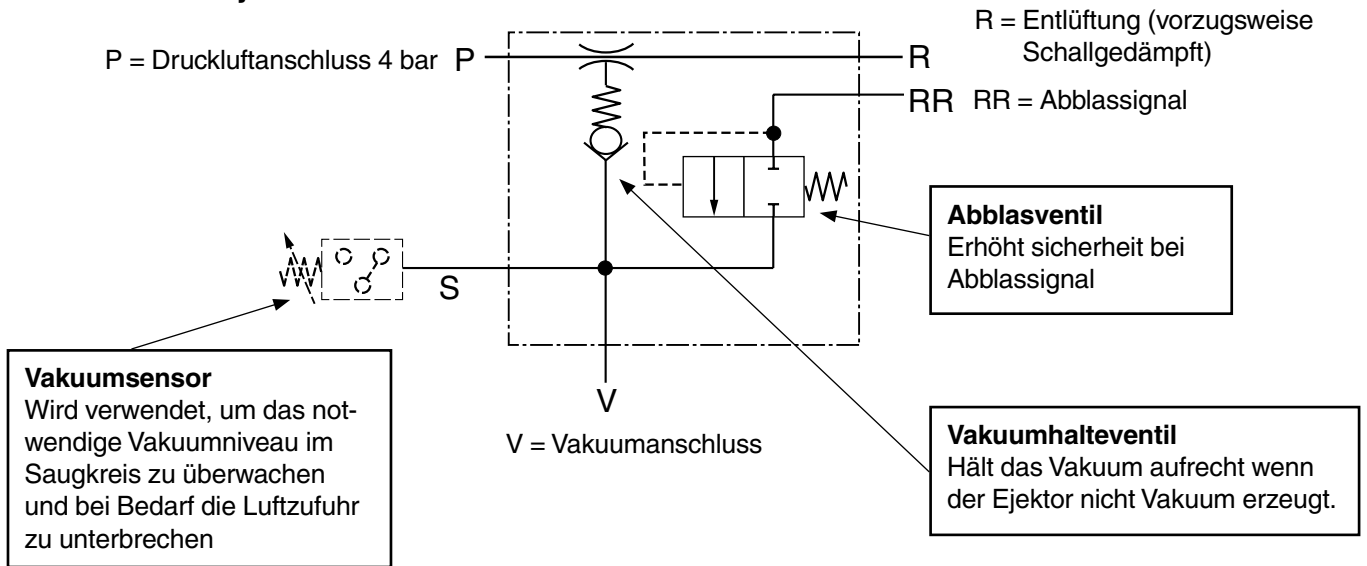 R = Entlüftung (vorzugsweise
Schallgedämpft)
P = Druckluftanschluss 4 bar P
R
RR RR = Abblassignal
Abblasventil
Erhöht sicherheit bei
Abblassignal
S
Vakuumsensor
Wird verwendet, um das not-
wendige Vakuumniveau im
Saugkreis zu überwachen
und bei Bedarf die Luftzufuhr
zu unterbrechen
V
V = Vakuumanschluss
Vakuumhalteventil
Hält das Vakuum aufrecht wenn
der Ejektor nicht Vakuum erzeugt.